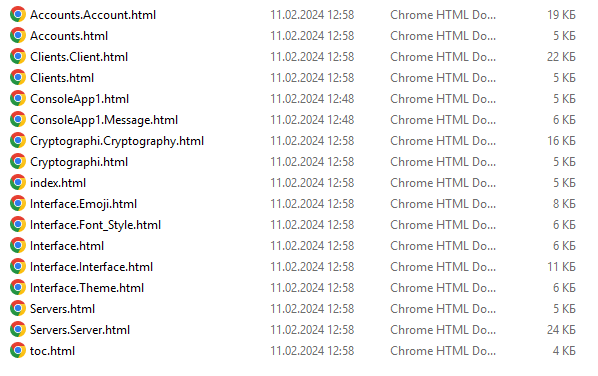 Accounts.Account.html 11.02.2024 12:58 Chrome HTML Do... 19 КБ
Accounts.html 11.02.2024 12:58 Chrome HTML Do... 5 КБ
Clients.Client.html 11.02.2024 12:58 Chrome HTML Do... 22 КБ
Clients.html 11.02.2024 12:58 Chrome HTML Do... 5 КБ
ConsoleApp1.html 11.02.2024 12:48 Chrome HTML Do... 5 КБ
ConsoleApp1.Message.html 11.02.2024 12:48 Chrome HTML Do... 6 КБ
Cryptographi.Cryptography.html 11.02.2024 12:58 Chrome HTML Do... 16 КБ
Cryptographi.html 11.02.2024 12:58 Chrome HTML Do... 5 КБ
index.html 11.02.2024 12:58 Chrome HTML Do... 5 КБ
Interface.Emoji.html 11.02.2024 12:58 Chrome HTML Do... 8 КБ
Interface.Font_Style.html 11.02.2024 12:58 Chrome HTML Do... 6 КБ
Interface.html 11.02.2024 12:58 Chrome HTML Do... 6 КБ
Interface.Interface.html 11.02.2024 12:58 Chrome HTML Do... 11 КБ
Interface.Theme.html 11.02.2024 12:58 Chrome HTML Do... 6 КБ
Servers.html 11.02.2024 12:58 Chrome HTML Do... 5 КБ
Servers.Server.html 11.02.2024 12:58 Chrome HTML Do... 24 КБ
toc.html 11.02.2024 12:58 Chrome HTML Do... 4 КБ